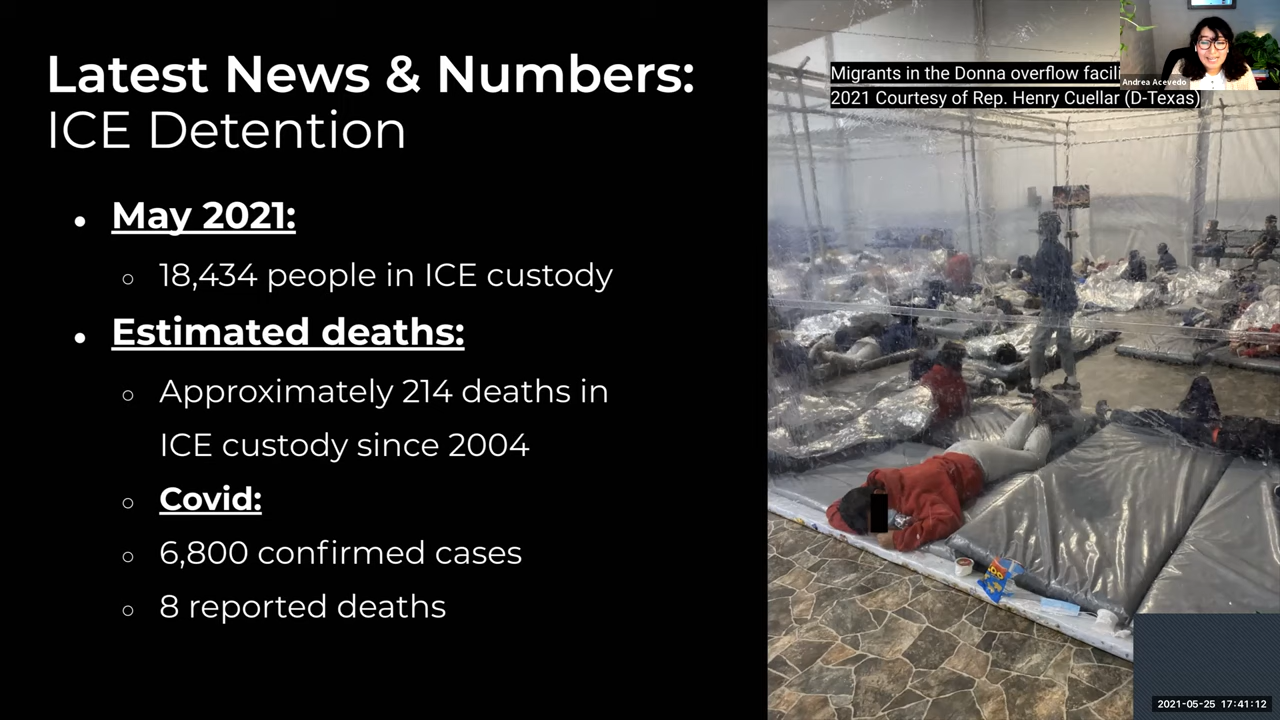 Latest News & Numbers:
ICE Detention
• May 2021:
○ 18,434 people in ICE custody
• Estimated deaths:
○ Approximately 214 deaths in
ICE custody since 2004
○ Covid:
○ 6,800 confirmed cases
○ 8 reported deaths
Migrants in the Donna overflow facili
2021 Courtesy of Rep. Henry Cuellar (D-Texas)
Andrea Acevedo
2021-05-25 17:41:12